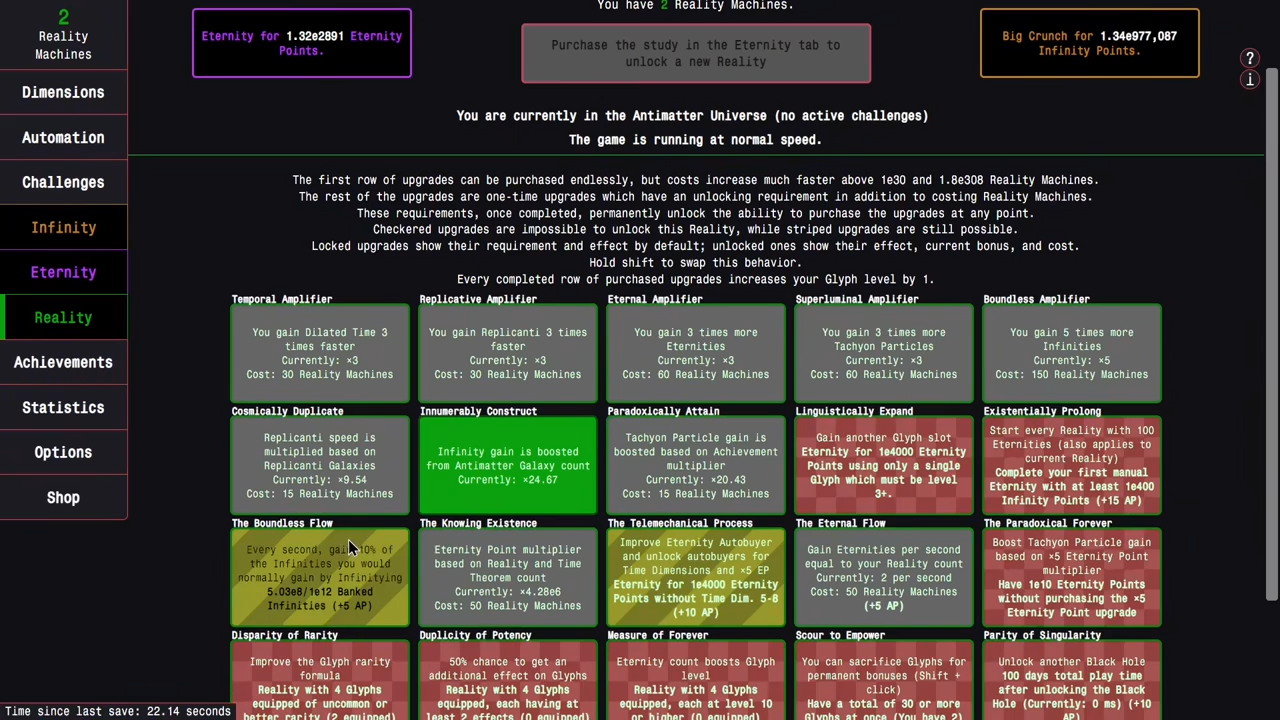 2
Reality
Machines
Dimensions
Automation
Challenges
Infinity
Eternity
Reality
Achievements
Statistics
Options
Shop
Time since last save: 22.14 seconds
You have 2 Reality Machines.
Eternity for 1.32e2891 Eternity
Points.
Purchase the study in the Eternity tab to
unlock a new Reality
Big Crunch for 1.34e977,087
Infinity Points.
?
i
You are currently in the Antimatter Universe (no active challenges)
The game is running at normal speed.
The first row of upgrades can be purchased endlessly, but costs increase much faster above 1e30 and 1.8e308 Reality Machines.
The rest of the upgrades are one-time upgrades which have an unlocking requirement in addition to costing Reality Machines.
These requirements, once completed, permanently unlock the ability to purchase the upgrades at any point.
Checkered upgrades are impossible to unlock this Reality, while striped upgrades are still possible.
Locked upgrades show their requirement and effect by default; unlocked ones show their effect, current bonus, and cost.
Hold shift to swap this behavior.
Every completed row of purchased upgrades increases your Glyph level by 1.
Temporal Amplifier
You gain Dilated Time 3
times faster
Currently: ×3
Cost: 30 Reality Machines
Replicative Amplifier
You gain Replicanti 3 times
faster
Currently: ×3
Cost: 30 Reality Machines
Eternal Amplifier
You gain 3 times more
Eternities
Currently: ×3
Cost: 60 Reality Machines
Superluminal Amplifier
You gain 3 times more
Tachyon Particles
Currently: ×3
Cost: 60 Reality Machines
Boundless Amplifier
You gain 5 times more
Infinities
Currently: ×5
Cost: 150 Reality Machines
Cosmically Duplicate
Replicanti speed is
multiplied based on
Replicanti Galaxies
Currently: ×9.54
Cost: 15 Reality Machines
Innumerably Construct
Infinity gain is boosted
from Antimatter Galaxy count
Currently: ×24.67
Paradoxically Attain
Tachyon Particle gain is
boosted based on Achievement
multiplier
Currently: ×20.43
Cost: 15 Reality Machines
Linguistically Expand
Gain another Glyph slot
Eternity for 1e4000 Eternity
Points using only a single
Glyph which must be level
3+.
Existentially Prolong
Start every Reality with 100
Eternities (also applies to
current Reality)
Complete your first manual
Eternity with at least 1e400
Infinity Points (+15 AP)
The Boundless Flow
Every second, gain 10% of
the Infinities you would
normally gain by Infinitying
5.03e8/1e12 Banked
Infinities (+5 AP)
The Knowing Existence
Eternity Point multiplier
based on Reality and Time
Theorem count
Currently: ×4.28e6
Cost: 50 Reality Machines
The Telemechanical Process
Improve Eternity Autobuyer
and unlock autobuyers for
Time Dimensions and ×5 EP
Eternity for 1e4000 Eternity
Points without Time Dim. 5-8
(+10 AP)
The Eternal Flow
Gain Eternities per second
equal to your Reality count
Currently: 2 per second
Cost: 50 Reality Machines
(+5 AP)
The Paradoxical Forever
Boost Tachyon Particle gain
based on ×5 Eternity Point
multiplier
Have 1e10 Eternity Points
without purchasing the ×5
Eternity Point upgrade
Disparity of Rarity
Improve the Glyph rarity
formula
Reality with 4 Glyphs
equipped of uncommon or
better rarity (2 equipped)
Duplicity of Potency
50% chance to get an
additional effect on Glyphs
Reality with 4 Glyphs
equipped, each having at
least 2 effects (0 equipped)
Measure of Forever
Eternity count boosts Glyph
level
Reality with 4 Glyphs
equipped, each at level 10
or higher (0 equipped)
Scour to Empower
You can sacrifice Glyphs for
permanent bonuses (Shift +
click)
Have a total of 30 or more
Glyphs at once (You have 2)
Parity of Singularity
Unlock another Black Hole
100 days total play time
after unlocking the Black
Hole (Currently: 0 ms) (+10
AP)